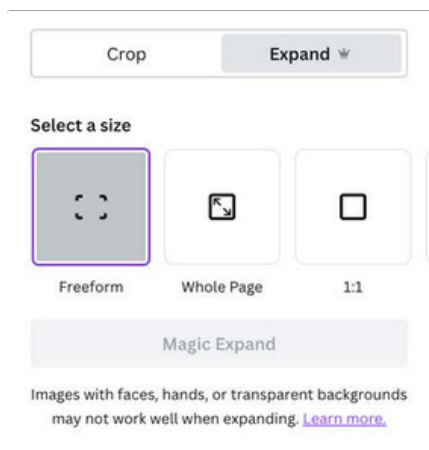 Crop Expand
Select a size
Freeform Whole Page 1:1
Magic Expand
Images with faces, hands, or transparent backgrounds
may not work well when expanding. Learn more.